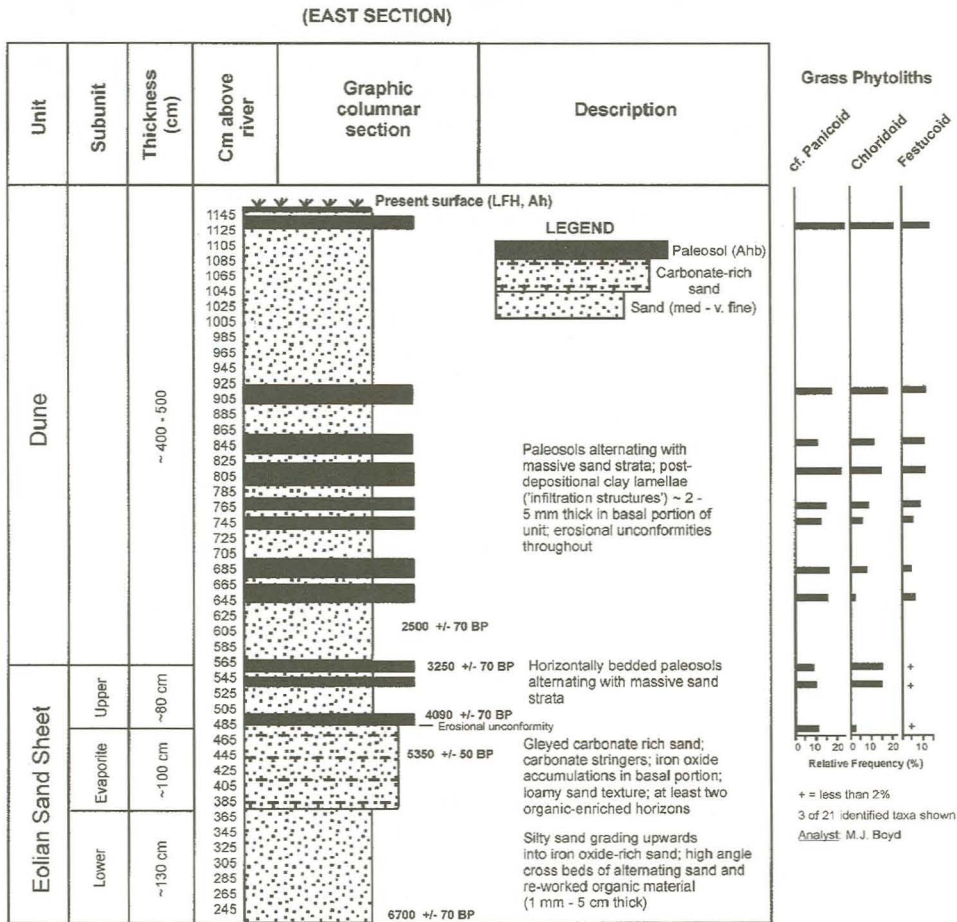 (EAST SECTION)
Unit
Subunit
Thickness
(cm)
Cm above
river
Graphic
columnar
section
Description
Grass Phytoliths
cf. Panicoid
Chloridoid
Festucoid
Dune
~ 400 - 500
Present surface (LFH, Ah)
LEGEND
Paleosol (Ahb)
Carbonate-rich
sand
Sand (med - v. fine)
1145
1125
1105
1085
1065
1045
1025
1005
985
965
945
925
905
885
865
845
825
805
785
765
745
725
705
685
665
645
625
605
585
565
545
525
505
485
465
445
425
405
385
365
345
325
305
285
265
245
Paleosols alternating with
massive sand strata; post-
depositional clay lamellae
('infiltration structures') ~ 2 -
5 mm thick in basal portion of
unit; erosional unconformities
throughout
2500 +/- 70 BP
Eolian Sand Sheet
Upper
~80 cm
3250 +/- 70 BP
Horizontally bedded paleosols
alternating with massive sand
strata
4090 +/- 70 BP
Erosional unconformity
Evaporite
~100 cm
5350 +/- 50 BP
Gleyed carbonate rich sand;
carbonate stringers; iron oxide
accumulations in basal portion;
loamy sand texture; at least two
organic-enriched horizons
Lower
~130 cm
Silty sand grading upwards
into iron oxide-rich sand; high angle
cross beds of alternating sand and
re-worked organic material
(1 mm - 5 cm thick)
6700 +/- 70 BP
+
+
+
0 10 20
0 10 20
0 10
Relative Frequency (%)
+ = less than 2%
3 of 21 identified taxa shown
Analyst: M.J. Boyd